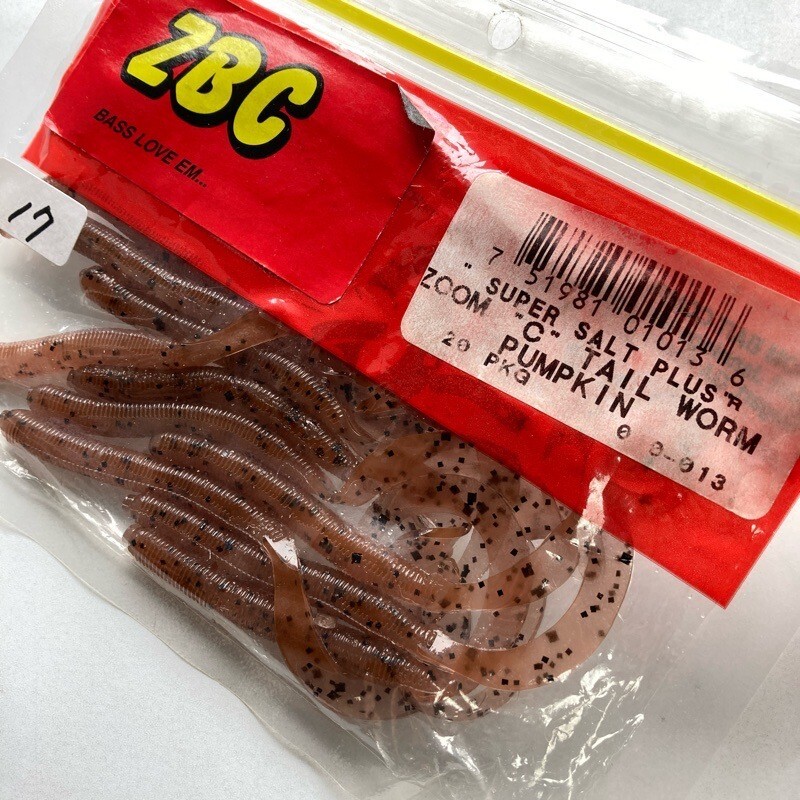 ZBC
BASS LOVE EM...
17
7 51981 01013 6
" SUPER SALT PLUS"R
ZOOM "C" TAIL WORM
PUMPKIN
20 PKG
0 0-013